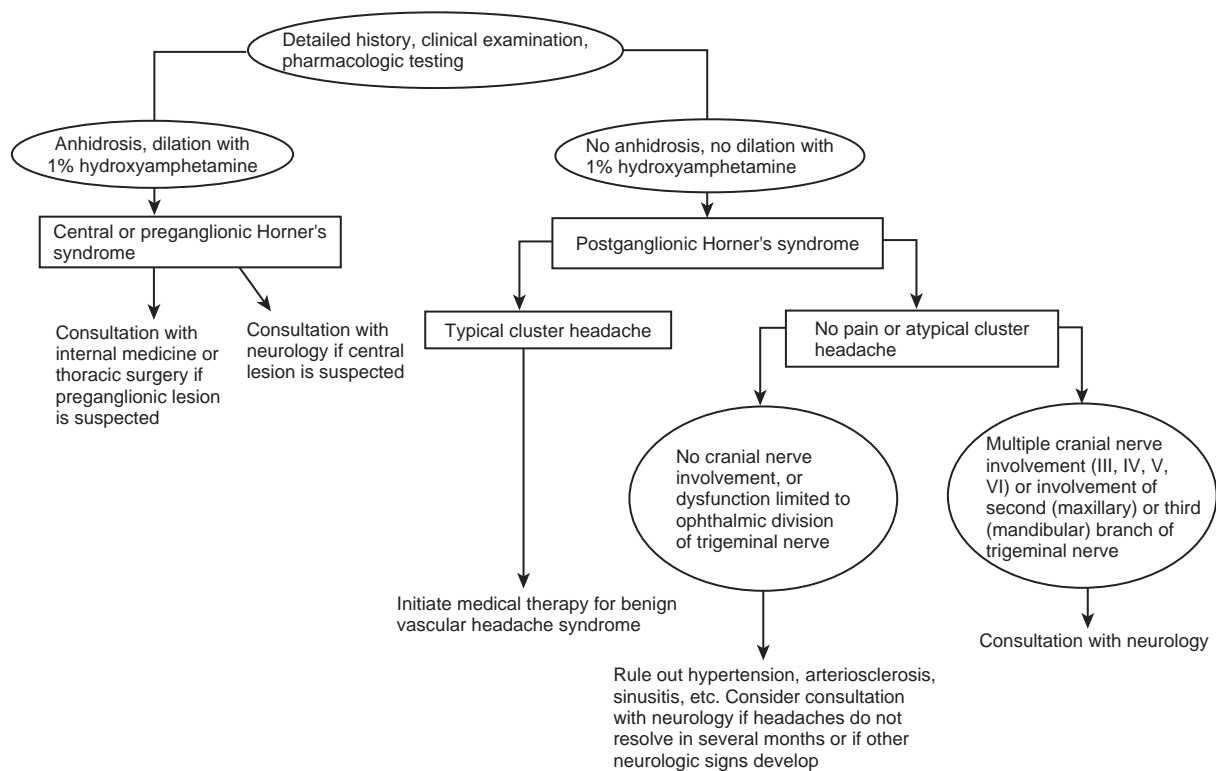 Detailed history, clinical examination,
pharmacologic testing
Anhidrosis, dilation with
1% hydroxyamphetamine
No anhidrosis, no dilation with
1% hydroxyamphetamine
Central or preganglionic Horner's
syndrome
Postganglionic Horner's syndrome
Consultation with
internal medicine or
thoracic surgery if
preganglionic lesion
is suspected
Consultation with
neurology if central
lesion is suspected
Typical cluster headache
No pain or atypical cluster
headache
No cranial nerve
involvement, or
dysfunction limited to
ophthalmic division
of trigeminal nerve
Multiple cranial nerve
involvement (III, IV, V,
VI) or involvement of
second (maxillary) or third
(mandibular) branch of
trigeminal nerve
Initiate medical therapy for benign
vascular headache syndrome
Rule out hypertension, arteriosclerosis,
sinusitis, etc. Consider consultation
with neurology if headaches do not
resolve in several months or if other
neurologic signs develop
Consultation with neurology